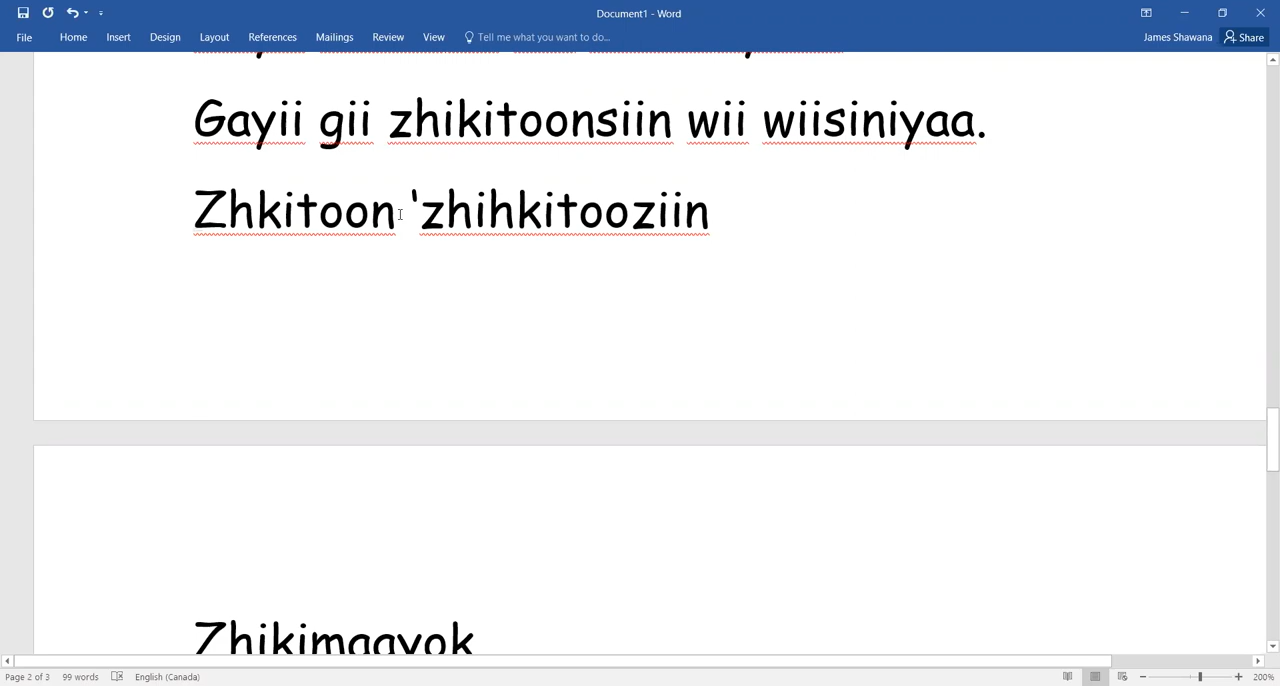 Document1 - Word
File Home Insert Design Layout References Mailings Review View Tell me what you want to do... James Shawana Share
Gayii gii zhikitoonsiin wii wiisiniyaa.
Zhkitoon 'zhihkitooziin
Zhikimaayok
Page 2 of 3 99 words English (Canada) 200%